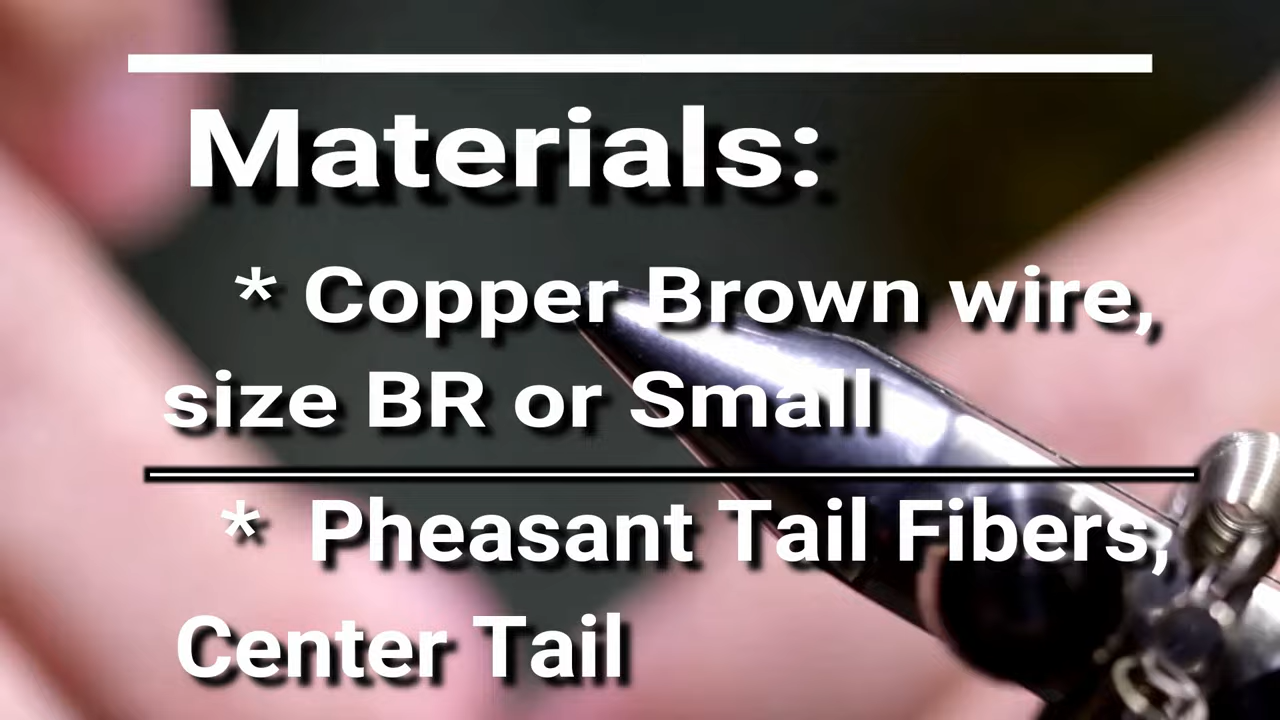 Materials:
* Copper Brown wire,
size BR or Small
* Pheasant Tail Fibers,
Center Tail